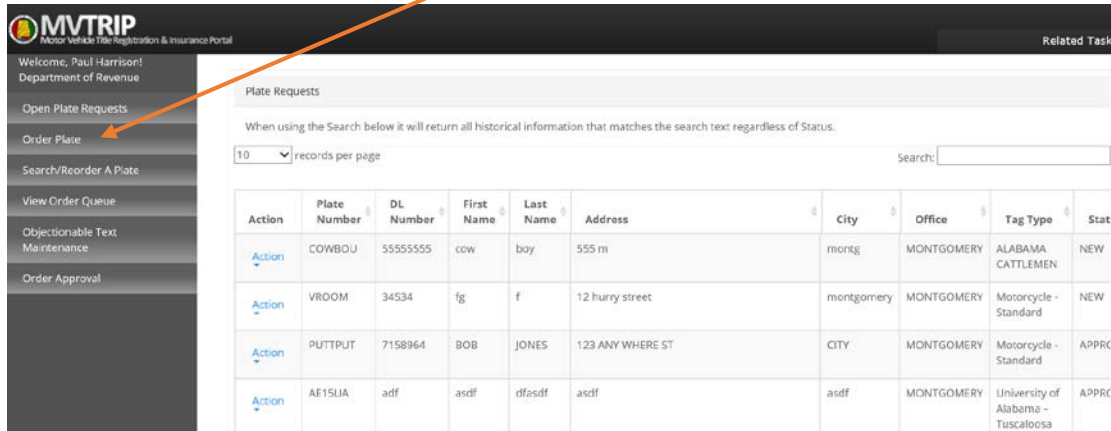 MVTRIP
Motor Vehicle Title Registration & Insurance Portal
Related Task
Welcome, Paul Harrison!
Department of Revenue
Open Plate Requests
Order Plate
Search/Reorder A Plate
View Order Queue
Objectionable Text
Maintenance
Order Approval
Plate Requests
When using the Search below it will return all historical information that matches the search text regardless of Status.
10 records per page Search:
Action Plate Number DL Number First Name Last Name Address City Office Tag Type Stat
Action COWBOU 55555555 cow boy 555 m montg MONTGOMERY ALABAMA NEW
CATTLEMEN
Action VROOM 34534 fg f 12 hurry street montgomery MONTGOMERY Motorcycle - NEW
Standard
Action PUTTPUT 7158964 BOB JONES 123 ANY WHERE ST CITY MONTGOMERY Motorcycle - APPRO
Standard
Action AE15UA adf asdf dfasdf asdf asdf MONTGOMERY University of APPRO
Alabama -
Tuscaloosa